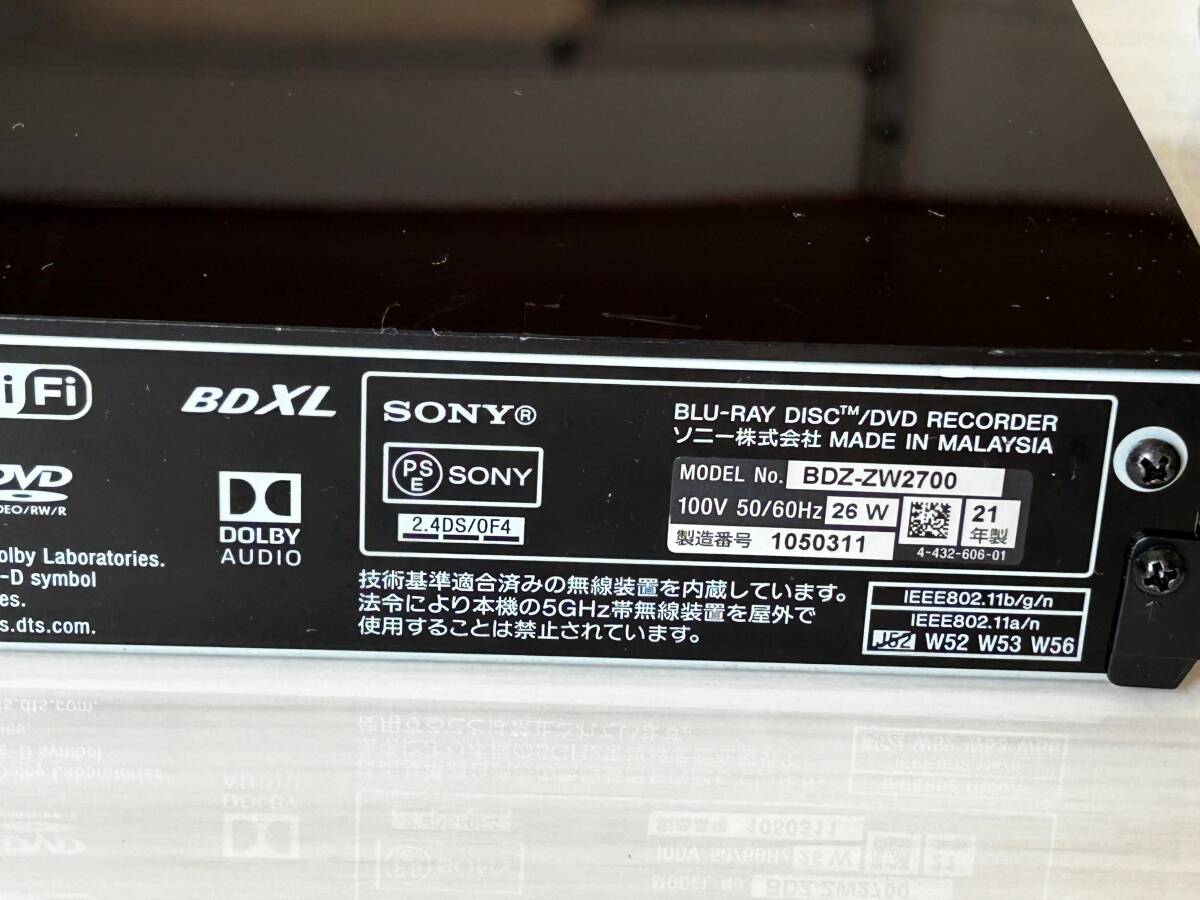 Fi
BDXL
DVD
DOLBY
AUDIO
SONY®
PSE SONY
2.4DS/OF4
BLU-RAY DISC™/DVD RECORDER
ソニー株式会社 MADE IN MALAYSIA
MODEL No. BDZ-ZW2700
100V 50/60Hz 26 W
21
年製
製造番号 1050311
4-432-606-01
Dolby Laboratories.
-D symbol
dts.com.
技術基準適合済みの無線装置を内蔵しています。
法令により本機の5GHz帯無線装置を屋外で
使用することは禁止されています。
IEEE802.11b/g/n
IEEE802.11a/n
J52 W52 W53 W56